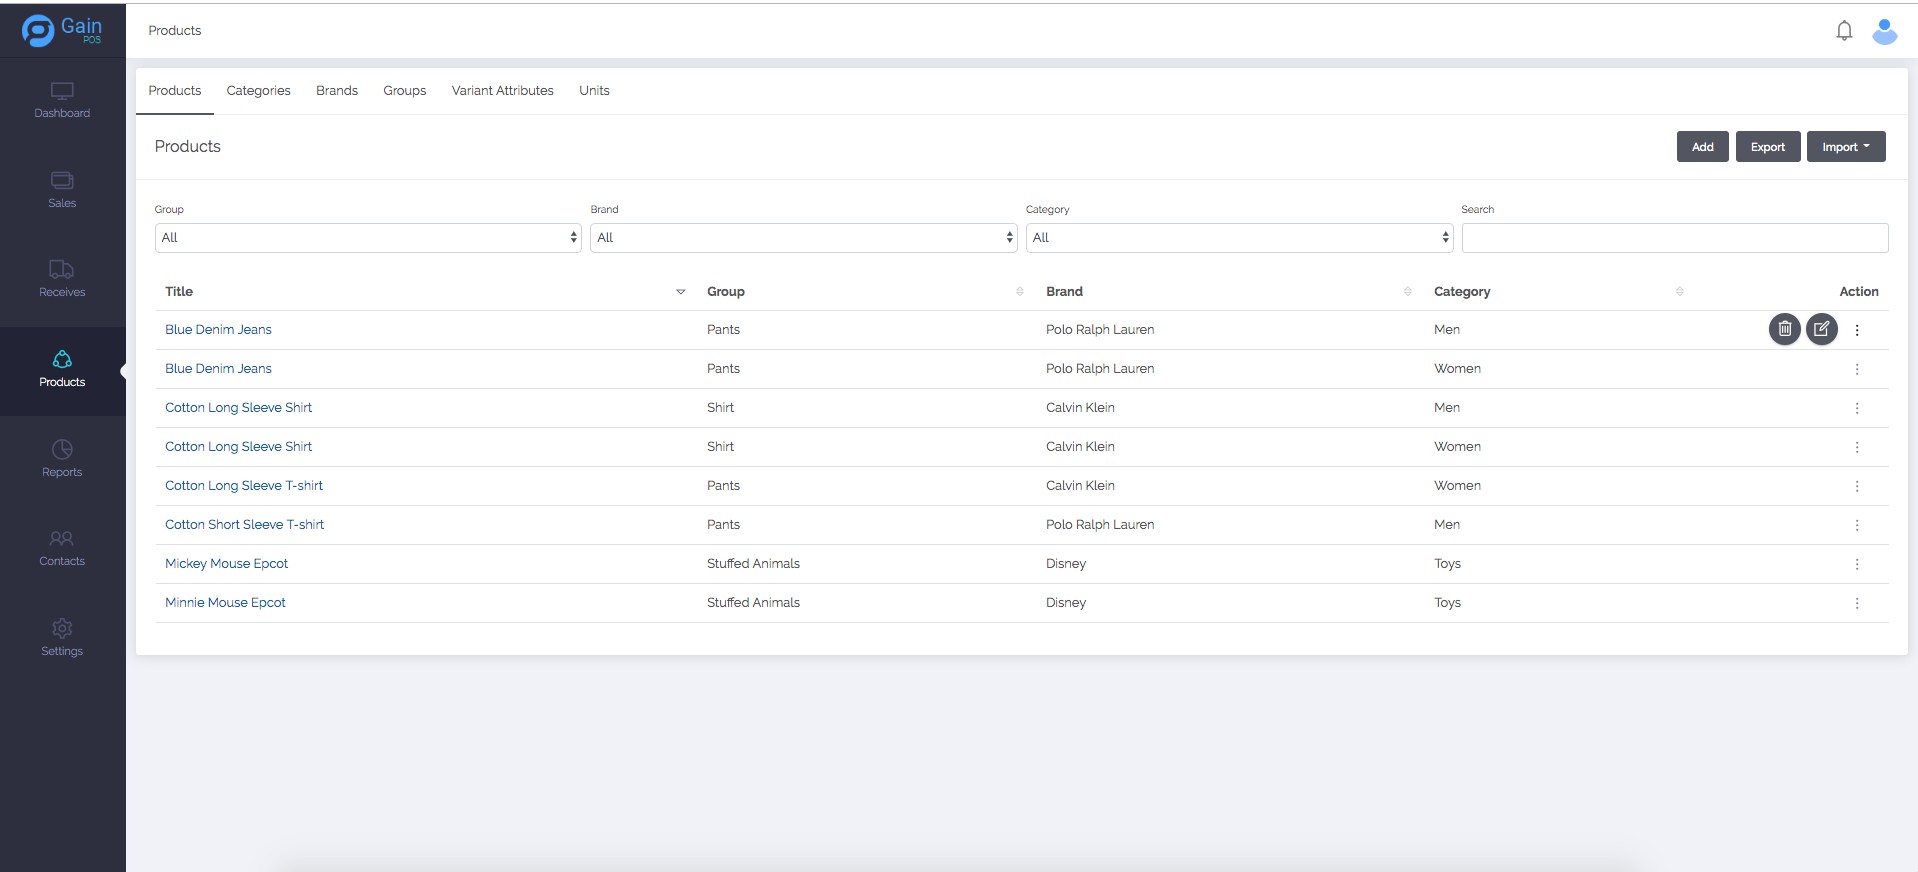 Gain
POS
Products
Dashboard
Sales
Receives
Products
Reports
Contacts
Settings
Products Categories Brands Groups Variant Attributes Units
Products
Add Export Import
Group Brand Category Search
All All All
Title Group Brand Category Action
Blue Denim Jeans Pants Polo Ralph Lauren Men
Blue Denim Jeans Pants Polo Ralph Lauren Women
Cotton Long Sleeve Shirt Shirt Calvin Klein Men
Cotton Long Sleeve Shirt Shirt Calvin Klein Women
Cotton Long Sleeve T-shirt Pants Calvin Klein Women
Cotton Short Sleeve T-shirt Pants Polo Ralph Lauren Men
Mickey Mouse Epcot Stuffed Animals Disney Toys
Minnie Mouse Epcot Stuffed Animals Disney Toys